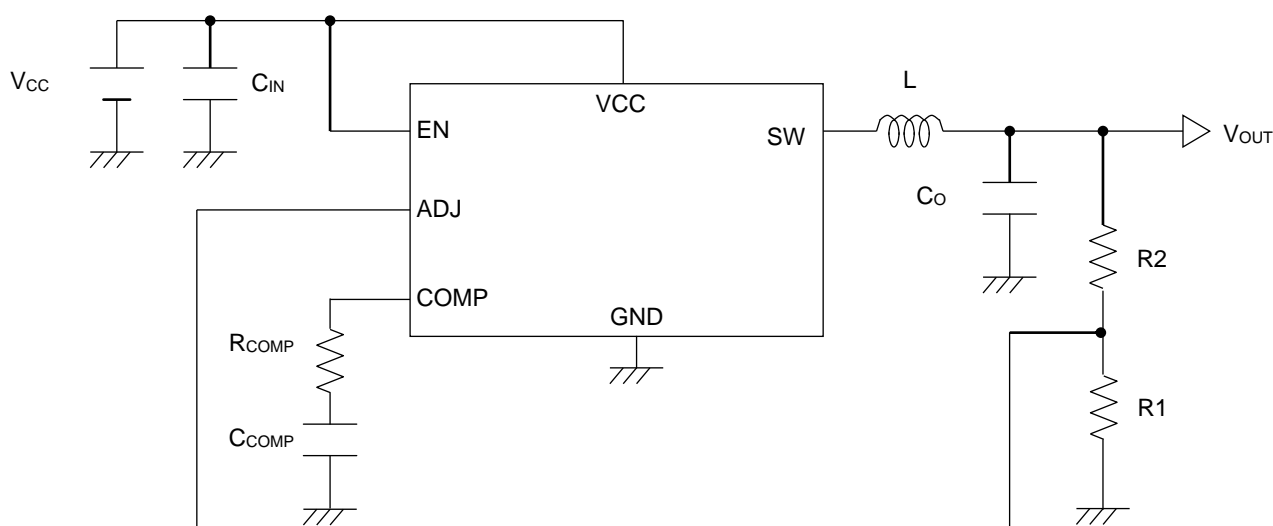 L
VCC
CIN
VCC
EN
SW
VOUT
CO
ADJ
R2
COMP
GND
RCOMP
R1
CCOMP